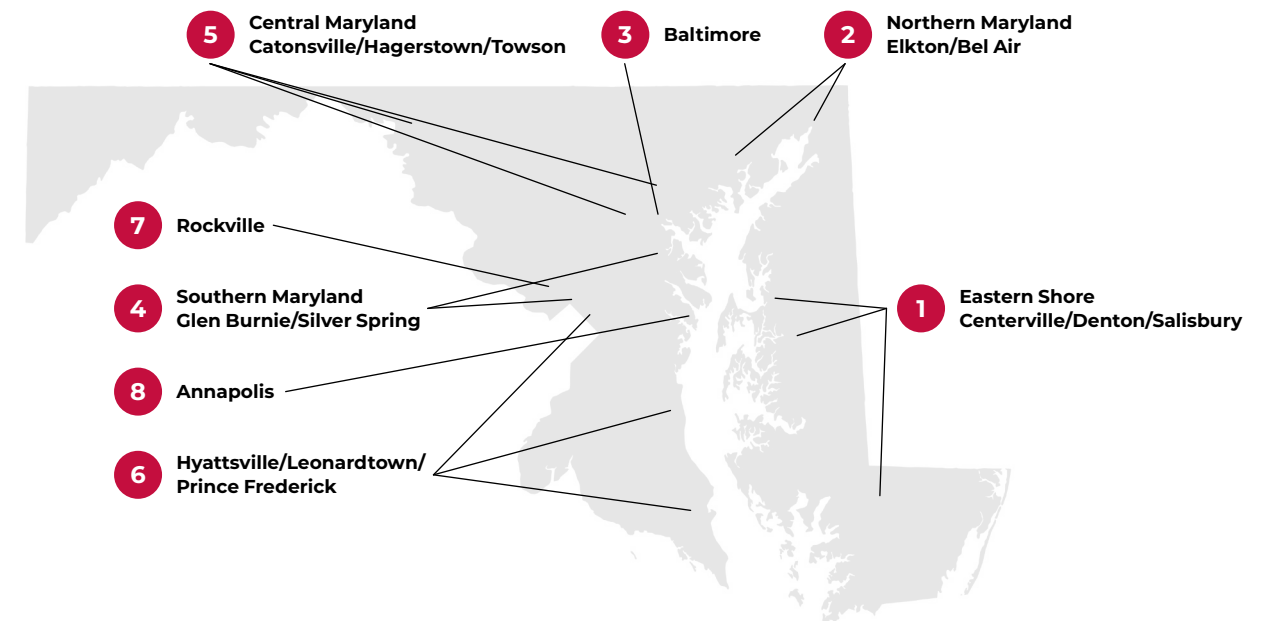 5
Central Maryland
Catonsville/Hagerstown/Towson
3
Baltimore
2
Northern Maryland
Elkton/Bel Air
7
Rockville
4
Southern Maryland
Glen Burnie/Silver Spring
1
Eastern Shore
Centerville/Denton/Salisbury
8
Annapolis
6
Hyattsville/Leonardtown/
Prince Frederick